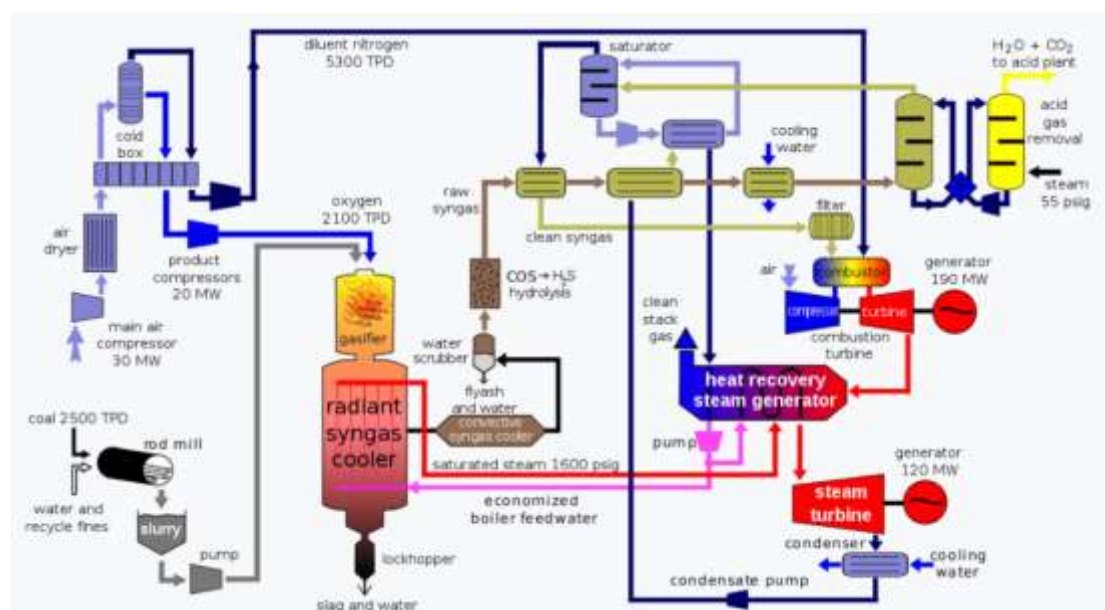 diluent nitrogen
5300 TPD
saturator
H₂O + CO₂
to acid plant
cold
box
cooling
water
acid
gas
removal
steam
55 psig
oxygen
2100 TPD
raw
syngas
clean syngas
filter
air
dryer
product
compressors
20 MW
COS→H₂S
hydrolysis
air
combustor
generator
190 MW
compressor
turbine
combustion
turbine
main air
compressor
30 MW
gasifier
water
scrubber
clean
stack
gas
flyash
and water
heat recovery
steam generator
radiant
syngas
cooler
convective
syngas cooler
pump
coal 2500 TPD
rod mill
saturated steam 1600 psig
generator
120 MW
economized
boiler feedwater
steam
turbine
water and
recycle fines
slurry
pump
lockhopper
condenser
cooling
water
condensate pump
slag and water